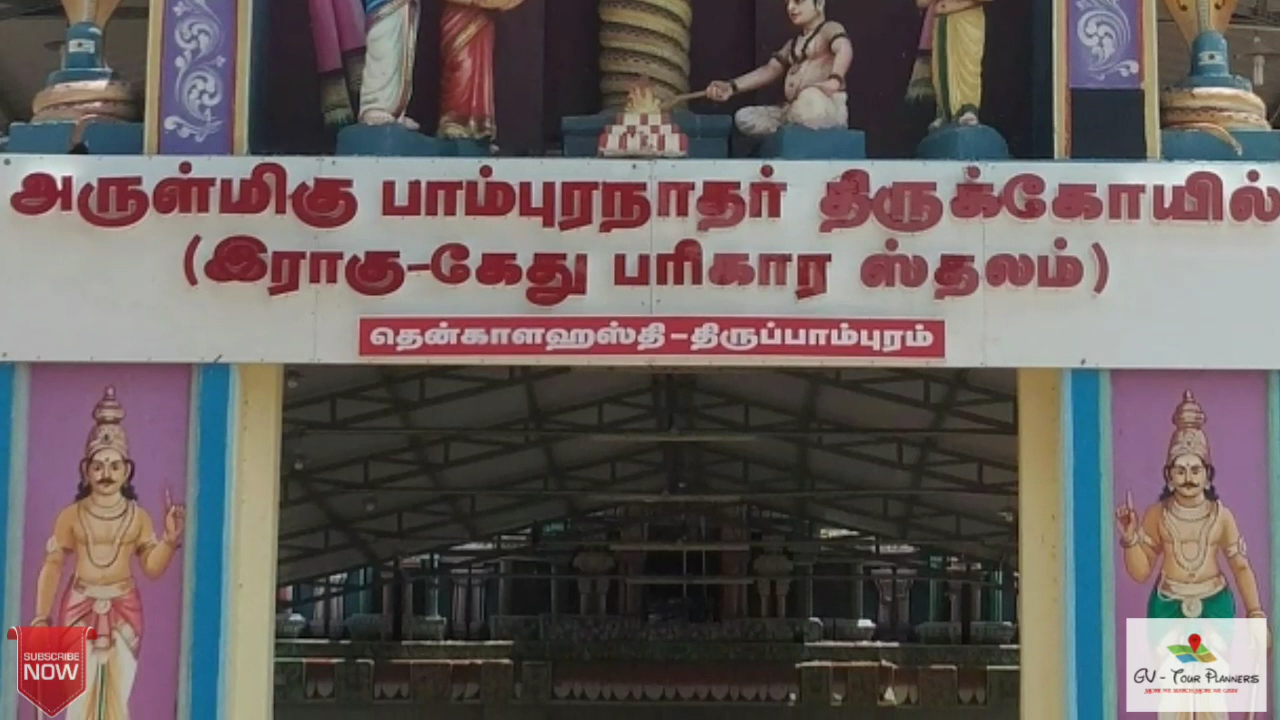 அருள்மிகு பாம்புரநாதர் திருக்கோயில்
(இராகு-கேது பரிகார ஸ்தலம்)
தென்காளஹஸ்தி-திருப்பாம்புரம்
SUBSCRIBE
NOW
GV - TOUR PLANNERS